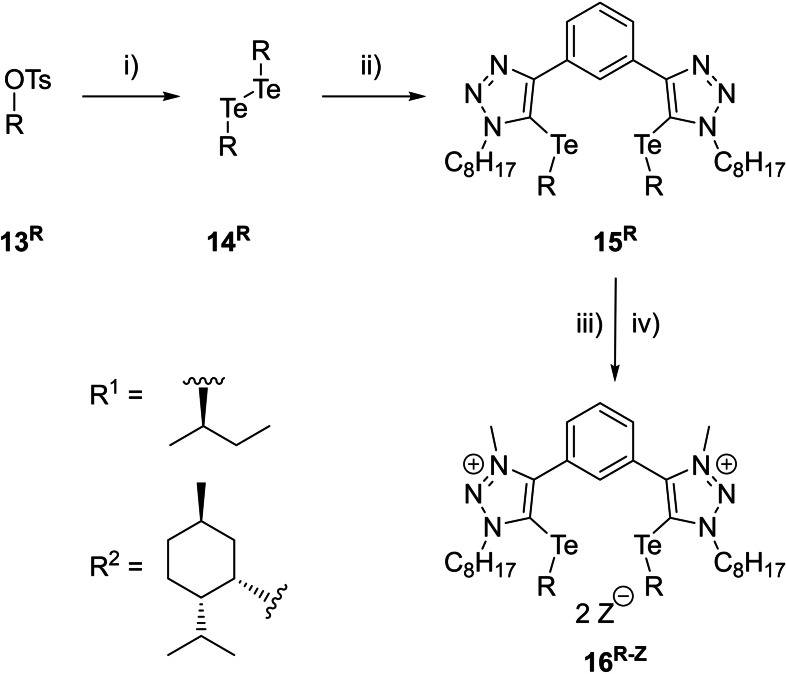 OTs
R
i)
R
Te
Te
R
ii)
N
N
N
C₈H₁₇
Te
R
N
N
N
C₈H₁₇
Te
R
13ᴿ
14ᴿ
15ᴿ
iii)
iv)
R¹ =
R² =
⊕
N
N
N
C₈H₁₇
Te
R
N
⊕
N
N
C₈H₁₇
Te
R
2 Z⊖
16ᴿ⁻ᶻ